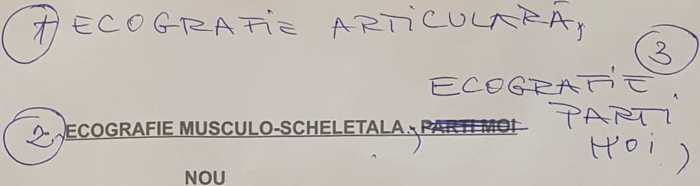 1 ECOGRAFIE ARTICULARĂ,
3
ECOGRAFIE
2, ECOGRAFIE MUSCULO-SCHELETALA, PARTI MOI
PARTI
MOI,
NOU